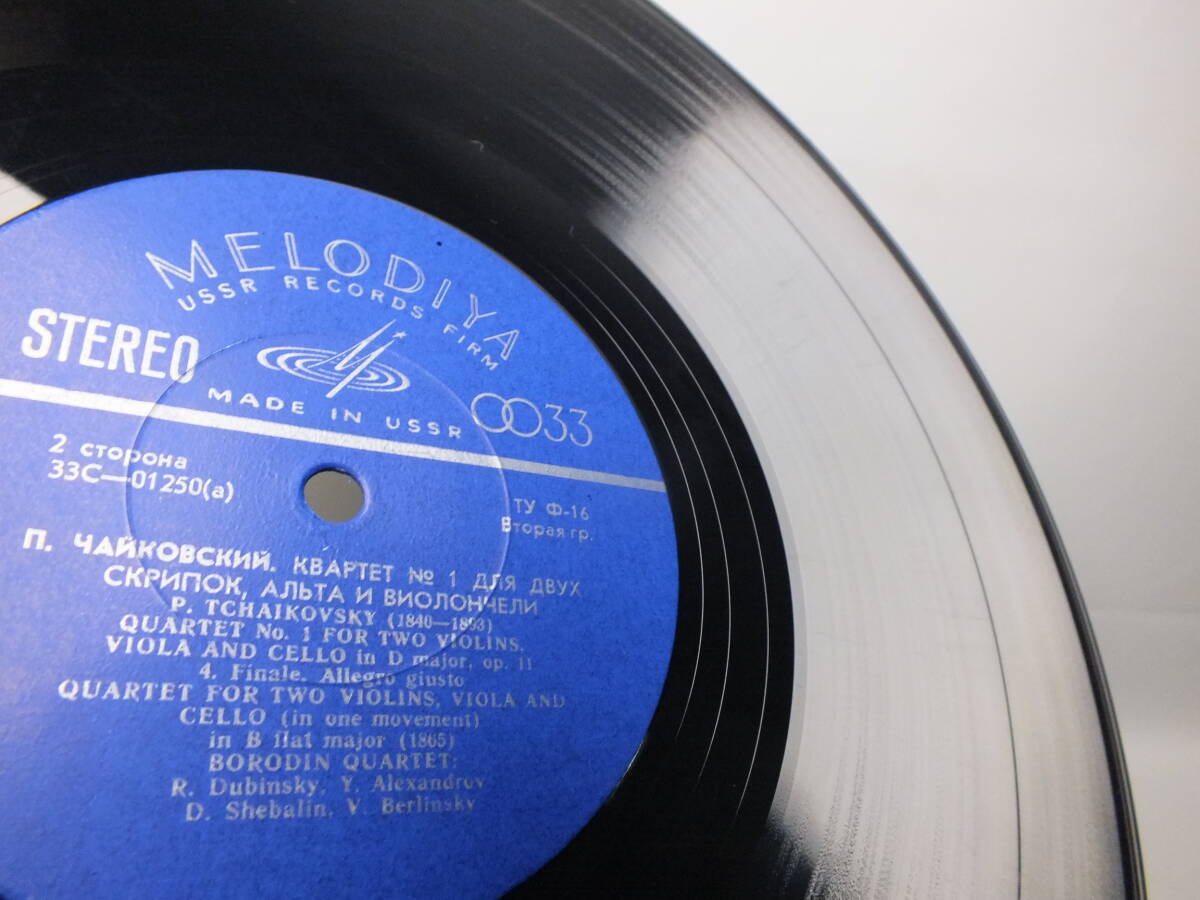 MELODIYA
USSR RECORDS FIRM
STEREO
MADE IN USSR
33
2 сторона
33С—01250(а)
ТУ Ф-16
Вторая гр.
П. ЧАЙКОВСКИЙ. КВАРТЕТ № 1 ДЛЯ ДВУХ
СКРИПОК, АЛЬТА И ВИОЛОНЧЕЛИ
P. TCHAIKOVSKY (1840—1893)
QUARTET No. 1 FOR TWO VIOLINS,
VIOLA AND CELLO in D major, op. 11
4. Finale. Allegro giusto
QUARTET FOR TWO VIOLINS, VIOLA AND
CELLO (in one movement)
in B flat major (1865)
BORODIN QUARTET:
R. Dubinsky, Y. Alexandrov
D. Shebalin, V. Berlinsky